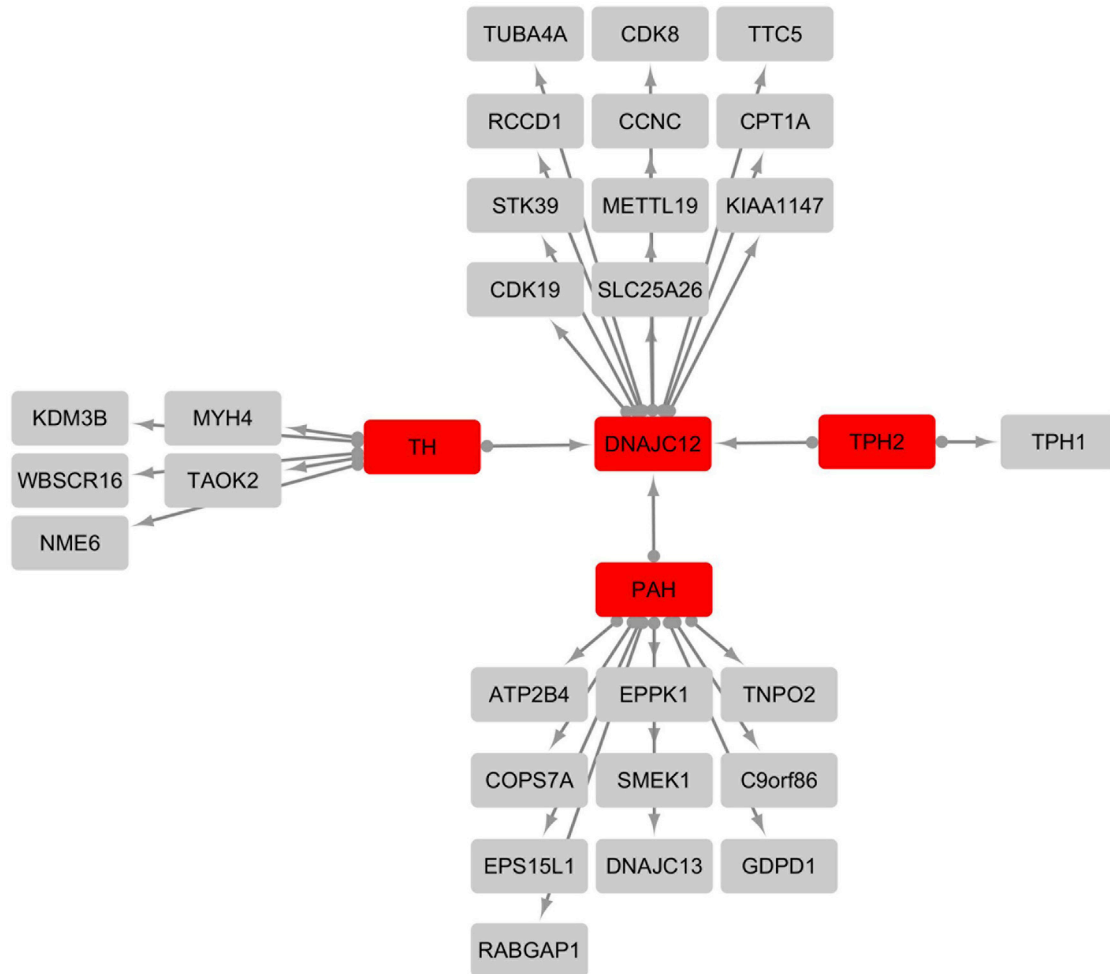 TUBA4A CDK8 TTC5
RCCD1 CCNC CPT1A
STK39 METTL19 KIAA1147
CDK19 SLC25A26
KDM3B MYH4 TH DNAJC12 TPH2 TPH1
WBSCR16 TAOK2
NME6
PAH
ATP2B4 EPPK1 TNPO2
COPS7A SMEK1 C9orf86
EPS15L1 DNAJC13 GDPD1
RABGAP1